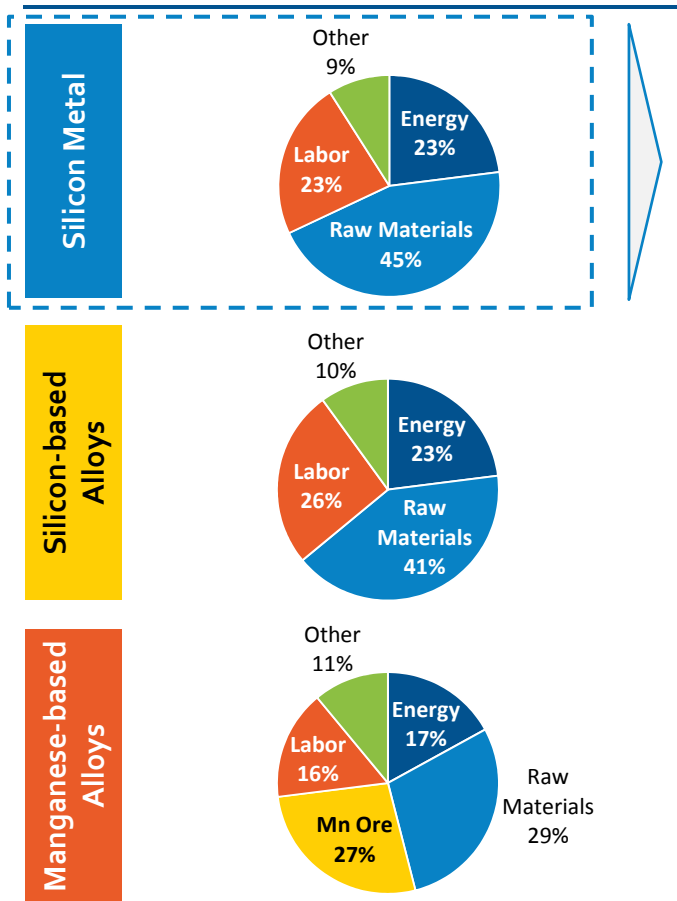 Silicon Metal
Other
9%
Energy
23%
Labor
23%
Raw Materials
45%
Silicon-based
Alloys
Other
10%
Energy
23%
Labor
26%
Raw
Materials
41%
Manganese-based
Alloys
Other
11%
Energy
17%
Labor
16%
Raw
Materials
29%
Mn Ore
27%